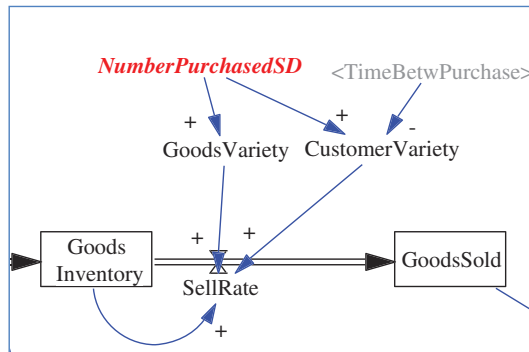 NumberPurchasedSD
<TimeBetwPurchase>
+
+
-
GoodsVariety
CustomerVariety
+
+
Goods
Inventory
GoodsSold
SellRate
+